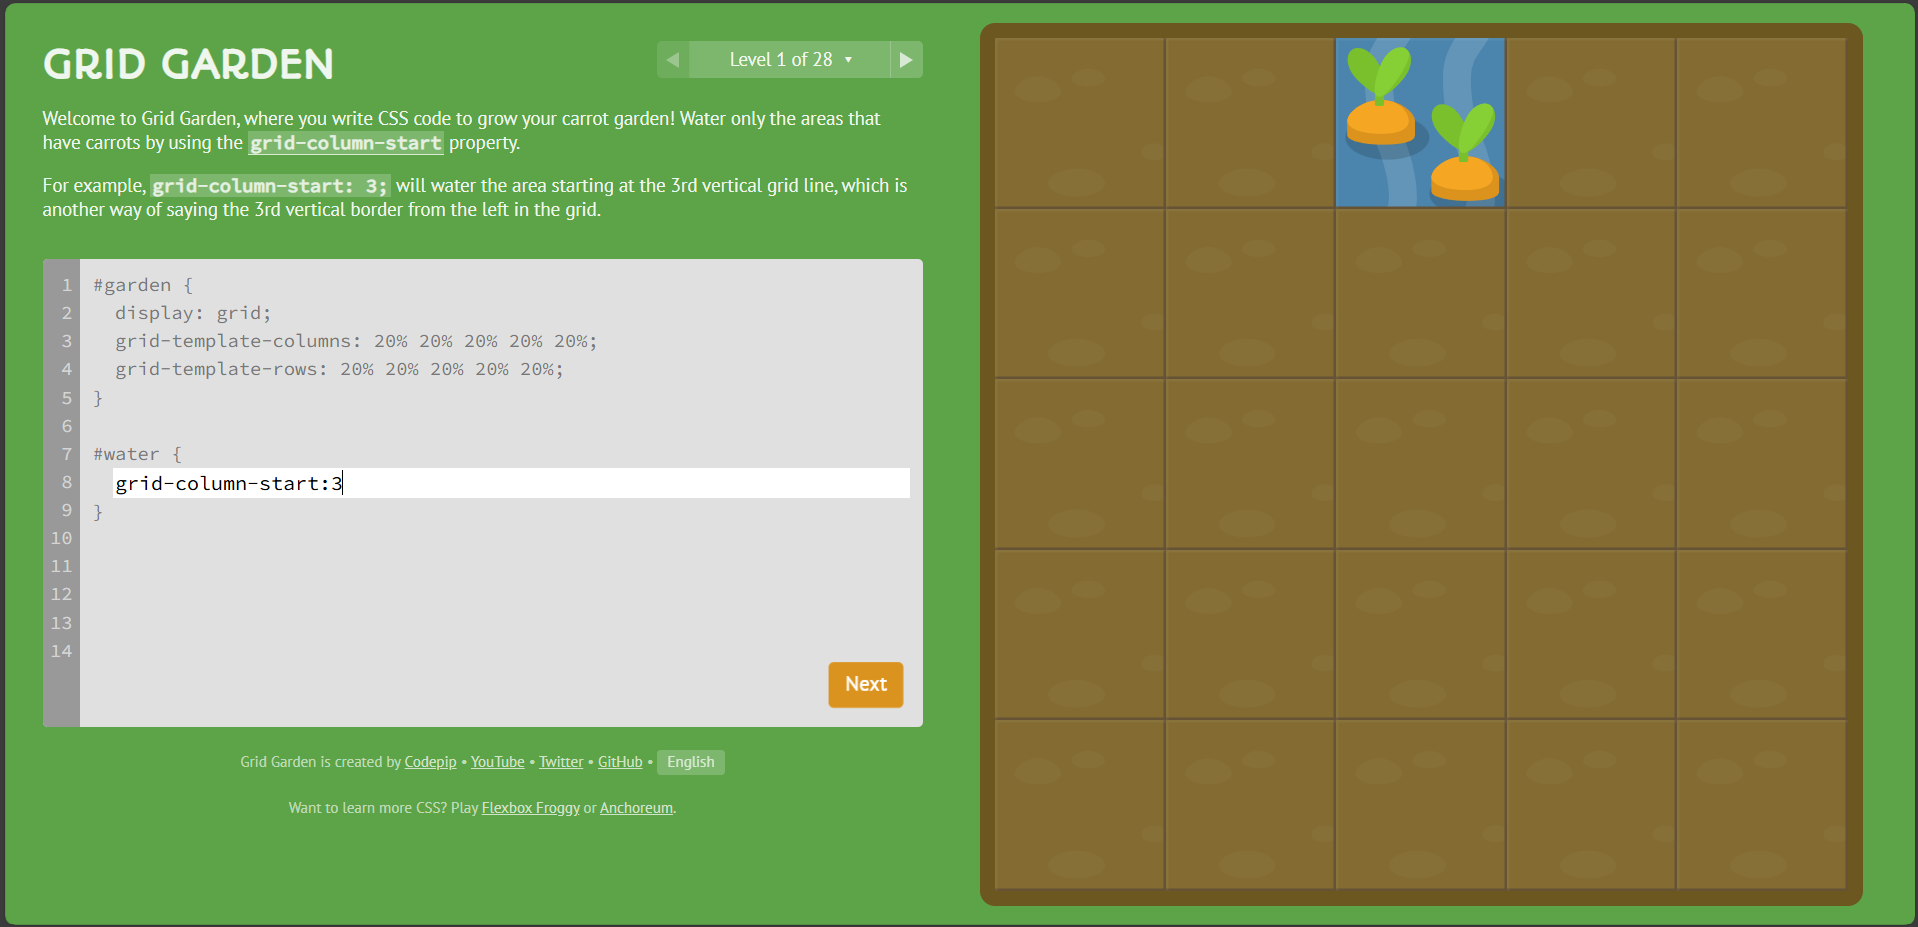 GRID GARDEN
◀ Level 1 of 28 ▼ ▶
Welcome to Grid Garden, where you write CSS code to grow your carrot garden! Water only the areas that
have carrots by using the grid-column-start property.
For example, grid-column-start: 3; will water the area starting at the 3rd vertical grid line, which is
another way of saying the 3rd vertical border from the left in the grid.
1 #garden {
2   display: grid;
3   grid-template-columns: 20% 20% 20% 20% 20%;
4   grid-template-rows: 20% 20% 20% 20% 20%;
5 }
6
7 #water {
8   grid-column-start:3
9 }
10
11
12
13
14
Next
Grid Garden is created by Codepip • YouTube • Twitter • GitHub • English
Want to learn more CSS? Play Flexbox Froggy or Anchoreum.